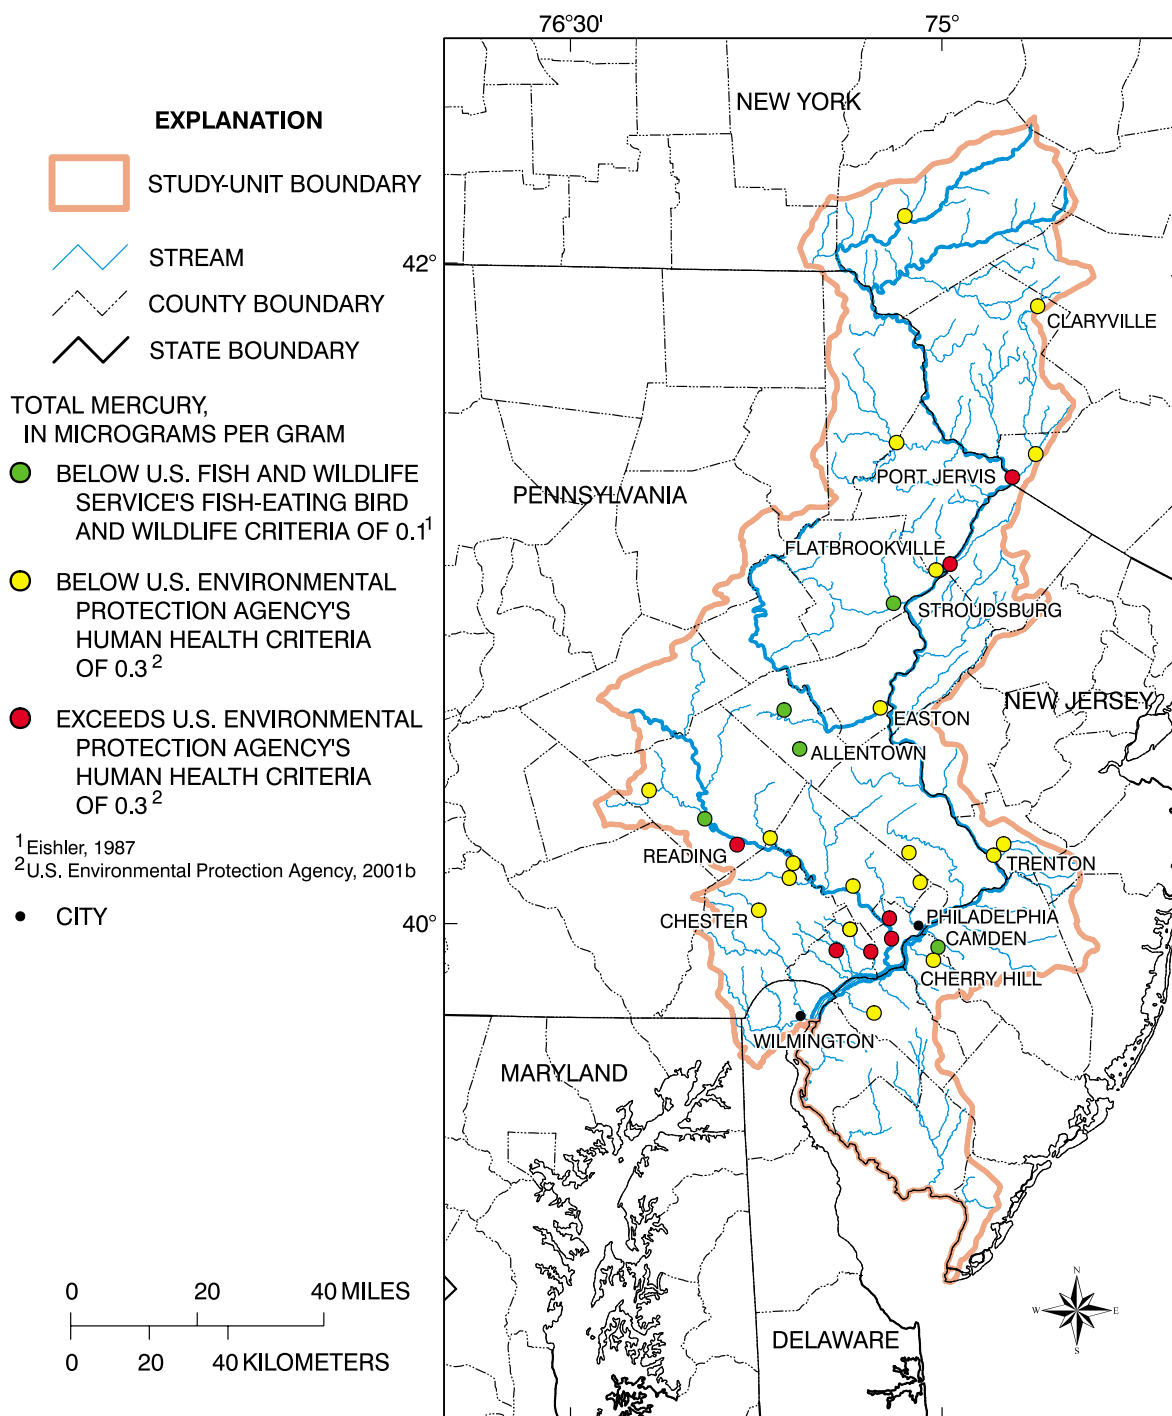 76°30'
75°
EXPLANATION
STUDY-UNIT BOUNDARY
STREAM
COUNTY BOUNDARY
STATE BOUNDARY
TOTAL MERCURY,
IN MICROGRAMS PER GRAM
BELOW U.S. FISH AND WILDLIFE
SERVICE'S FISH-EATING BIRD
AND WILDLIFE CRITERIA OF 0.1¹
BELOW U.S. ENVIRONMENTAL
PROTECTION AGENCY'S
HUMAN HEALTH CRITERIA
OF 0.3²
EXCEEDS U.S. ENVIRONMENTAL
PROTECTION AGENCY'S
HUMAN HEALTH CRITERIA
OF 0.3²
¹Eishler, 1987
²U.S. Environmental Protection Agency, 2001b
CITY
0 20 40 MILES
0 20 40 KILOMETERS
42°
40°
NEW YORK
CLARYVILLE
PORT JERVIS
PENNSYLVANIA
FLATBROOKVILLE
STROUDSBURG
NEW JERSEY
EASTON
ALLENTOWN
READING
TRENTON
CHESTER
PHILADELPHIA
CAMDEN
CHERRY HILL
WILMINGTON
MARYLAND
DELAWARE
N
W
E
S